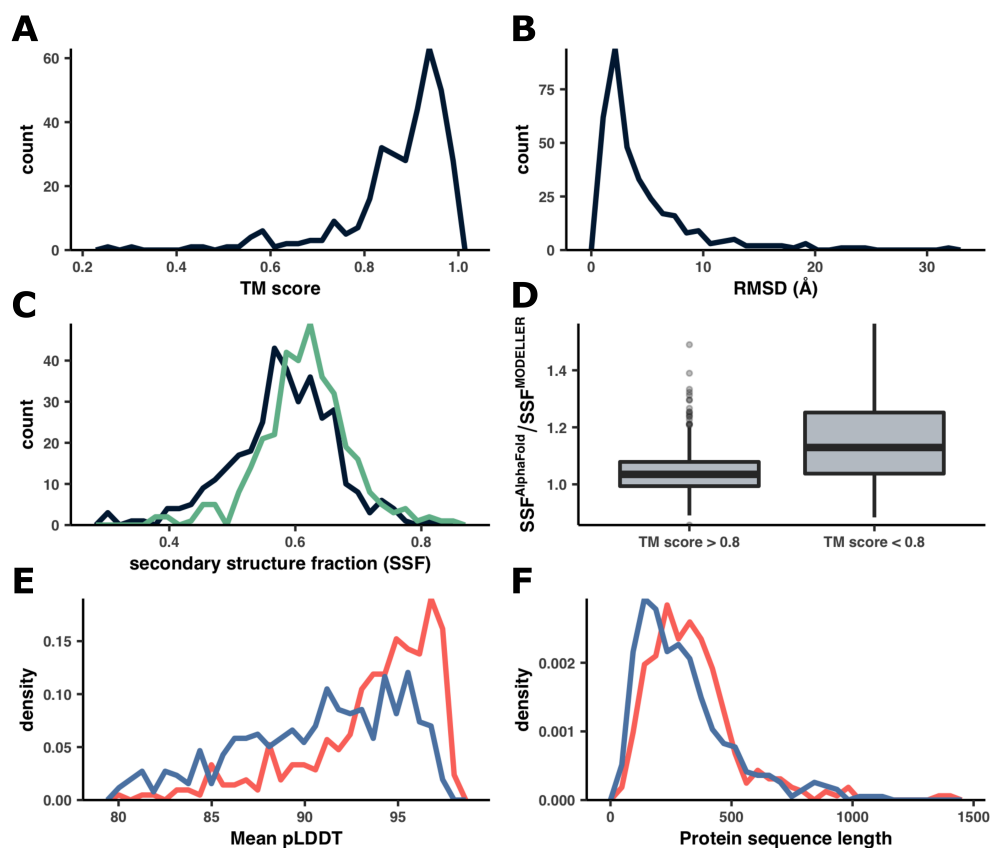 A
count
60
40
20
0
0.2 0.4 0.6 0.8 1.0
TM score
B
count
75
50
25
0
0 10 20 30
RMSD (Å)
C
count
40
30
20
10
0
0.4 0.6 0.8
secondary structure fraction (SSF)
D
SSF^AlphaFold/SSF^MODELLER
1.4
1.2
1.0
TM score > 0.8 TM score < 0.8
E
density
0.15
0.10
0.05
0.00
80 85 90 95
Mean pLDDT
F
density
0.002
0.001
0.000
0 500 1000 1500
Protein sequence length